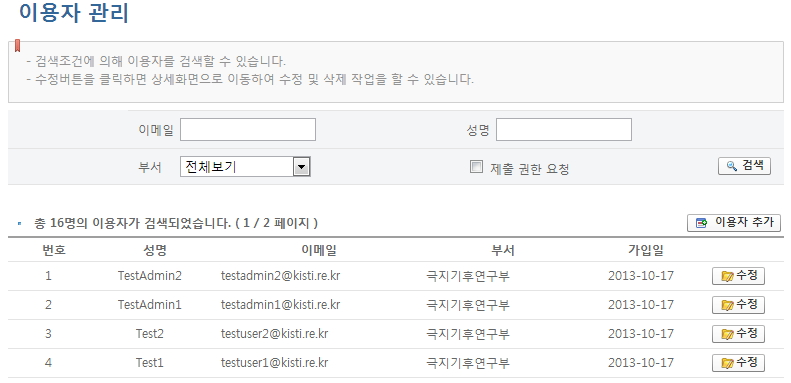 이용자 관리
- 검색조건에 의해 이용자를 검색할 수 있습니다.
- 수정버튼을 클릭하면 상세화면으로 이동하여 수정 및 삭제 작업을 할 수 있습니다.
이메일 성명
부서 전체보기 제출 권한 요청 검색
총 16명의 이용자가 검색되었습니다. ( 1 / 2 페이지 ) 이용자 추가
번호 성명 이메일 부서 가입일
1 TestAdmin2 testadmin2@kisti.re.kr 극지기후연구부 2013-10-17 수정
2 TestAdmin1 testadmin1@kisti.re.kr 극지기후연구부 2013-10-17 수정
3 Test2 testuser2@kisti.re.kr 극지기후연구부 2013-10-17 수정
4 Test1 testuser1@kisti.re.kr 극지기후연구부 2013-10-17 수정